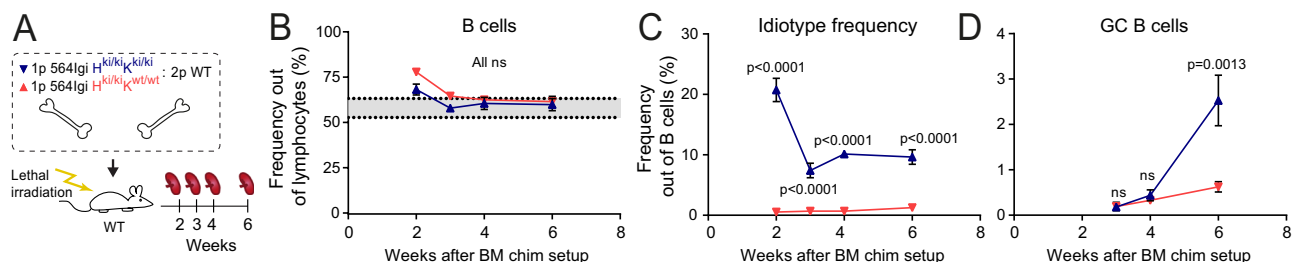 A
▼ 1p 564Igi H^ki/ki K^ki/ki
▲ 1p 564Igi H^ki/ki K^wt/wt
: 2p WT
Lethal
irradiation
WT
2 3 4 6
Weeks
B
B cells
Frequency out
of lymphocytes (%)
100
75
50
25
0
All ns
0 2 4 6 8
Weeks after BM chim setup
C
Idiotype frequency
Frequency
out of B cells (%)
30
20
10
0
p<0.0001
p<0.0001
p<0.0001
p<0.0001
0 2 4 6 8
Weeks after BM chim setup
D
GC B cells
4
3
2
1
0
ns
ns
p=0.0013
0 2 4 6 8
Weeks after BM chim setup